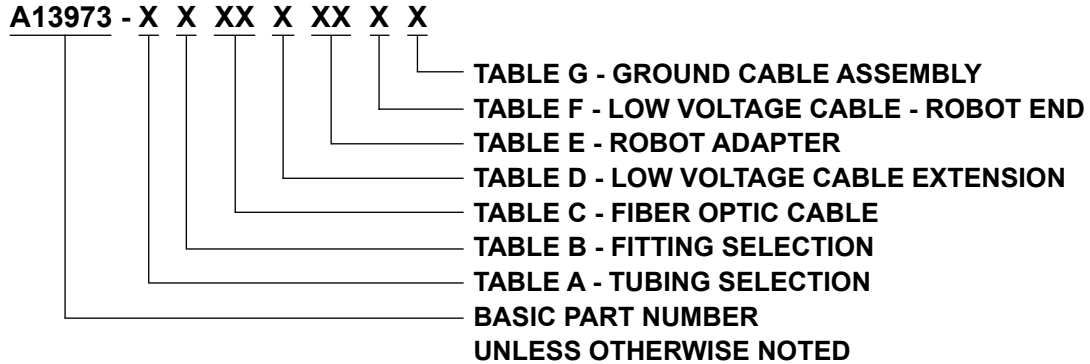 A13973 - X X XX X XX X X
TABLE G - GROUND CABLE ASSEMBLY
TABLE F - LOW VOLTAGE CABLE - ROBOT END
TABLE E - ROBOT ADAPTER
TABLE D - LOW VOLTAGE CABLE EXTENSION
TABLE C - FIBER OPTIC CABLE
TABLE B - FITTING SELECTION
TABLE A - TUBING SELECTION
BASIC PART NUMBER
UNLESS OTHERWISE NOTED